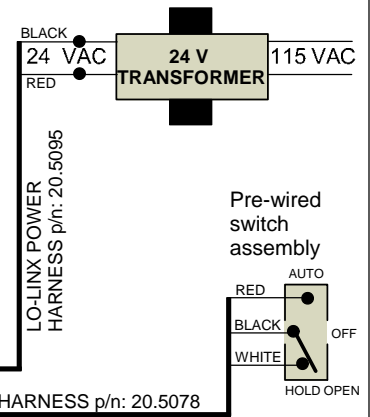 BLACK
24 VAC
RED
24 V
TRANSFORMER
115 VAC
LO-LINX POWER
HARNESS p/n: 20.5095
Pre-wired
switch
assembly
AUTO
RED
BLACK
OFF
WHITE
HOLD OPEN
HARNESS p/n: 20.5078